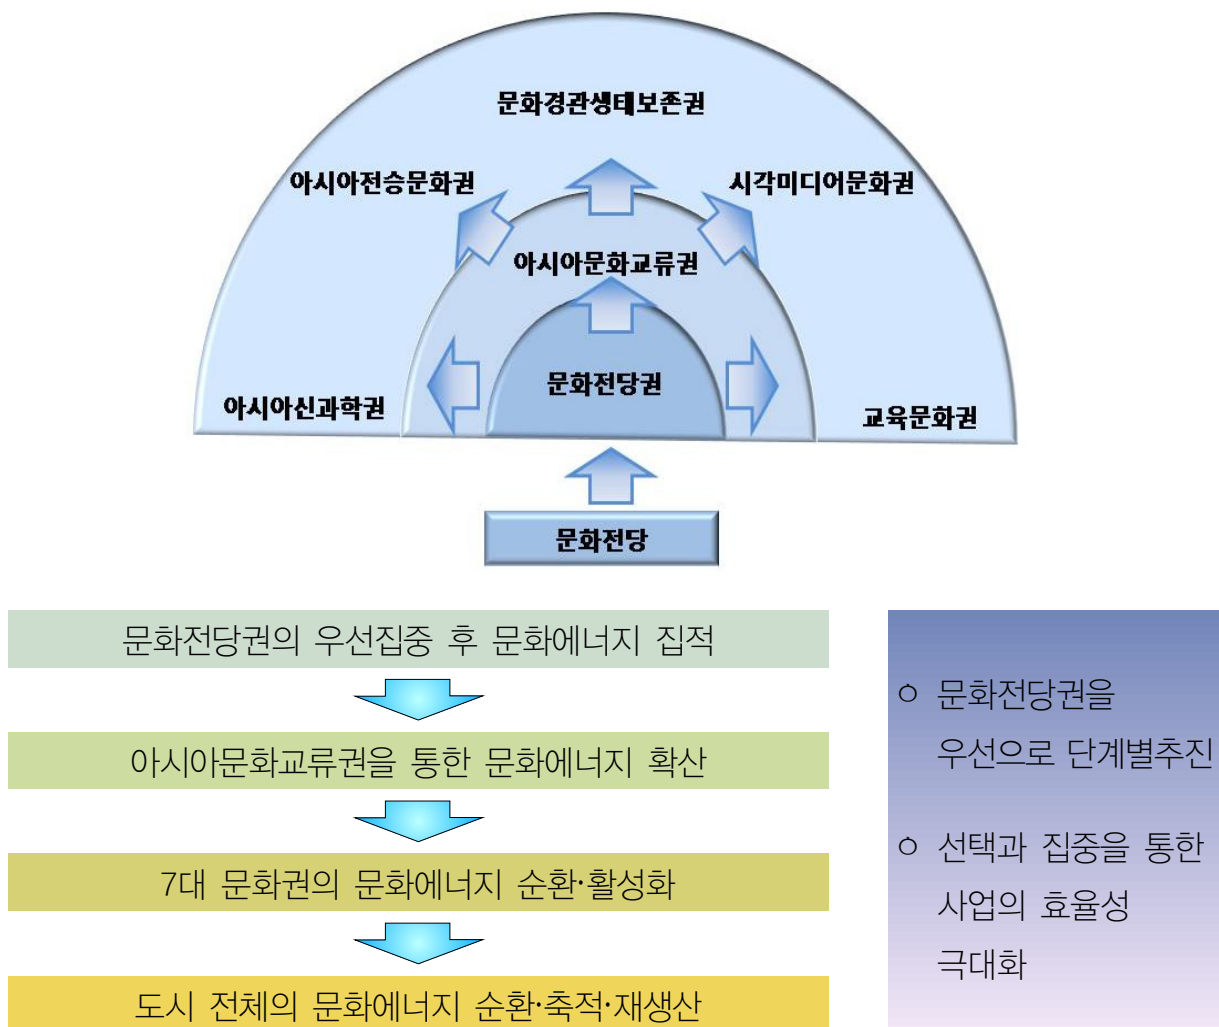 문화경관생태보존권
아시아전승문화권
시각미디어문화권
아시아문화교류권
문화전당권
아시아신과학권
교육문화권
문화전당
문화전당권의 우선집중 후 문화에너지 집적
아시아문화교류권을 통한 문화에너지 확산
7대 문화권의 문화에너지 순환·활성화
도시 전체의 문화에너지 순환·축적·재생산
ㅇ 문화전당권을
우선으로 단계별추진
ㅇ 선택과 집중을 통한
사업의 효율성
극대화